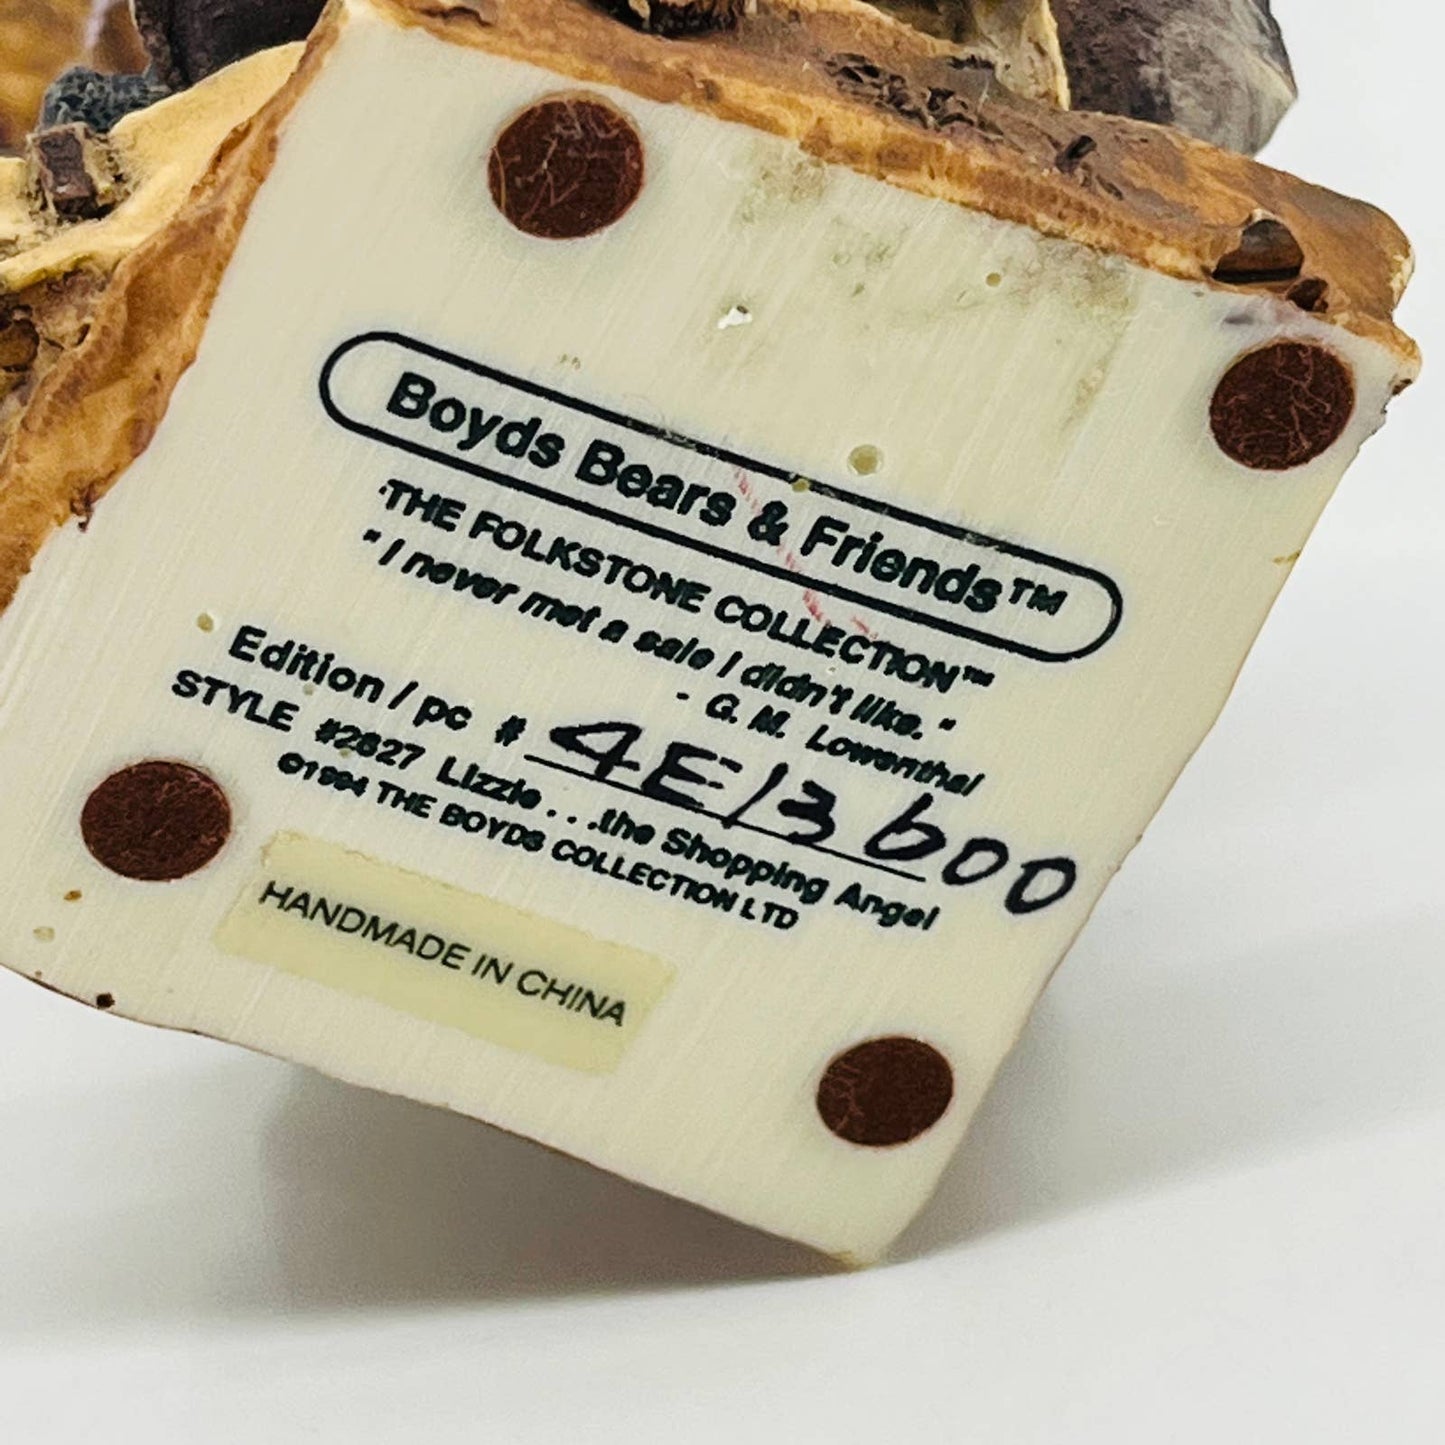 Boyds Bears & Friends™
THE FOLKSTONE COLLECTION™
"I never met a sale I didn't like."
- G. M. Lowenthal
Edition / pc # 4E/3600
STYLE #2627 Lizzie . . .the Shopping Angel
©1994 THE BOYDS COLLECTION LTD
HANDMADE IN CHINA